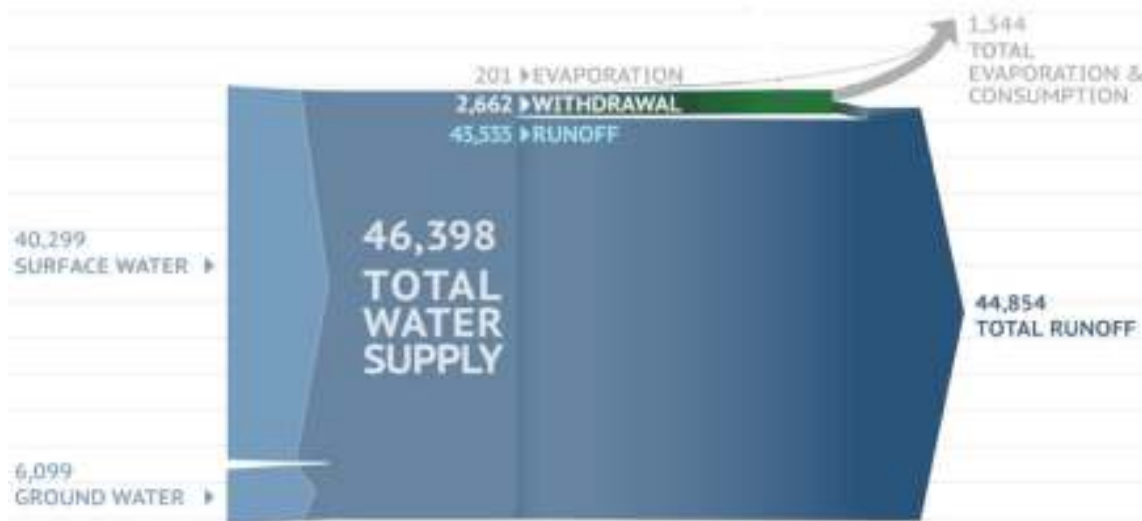 1,544
TOTAL
EVAPORATION &
CONSUMPTION
201 EVAPORATION
2,662 WITHDRAWAL
43,535 RUNOFF
40,299
SURFACE WATER
46,398
TOTAL
WATER
SUPPLY
44,854
TOTAL RUNOFF
6,099
GROUND WATER